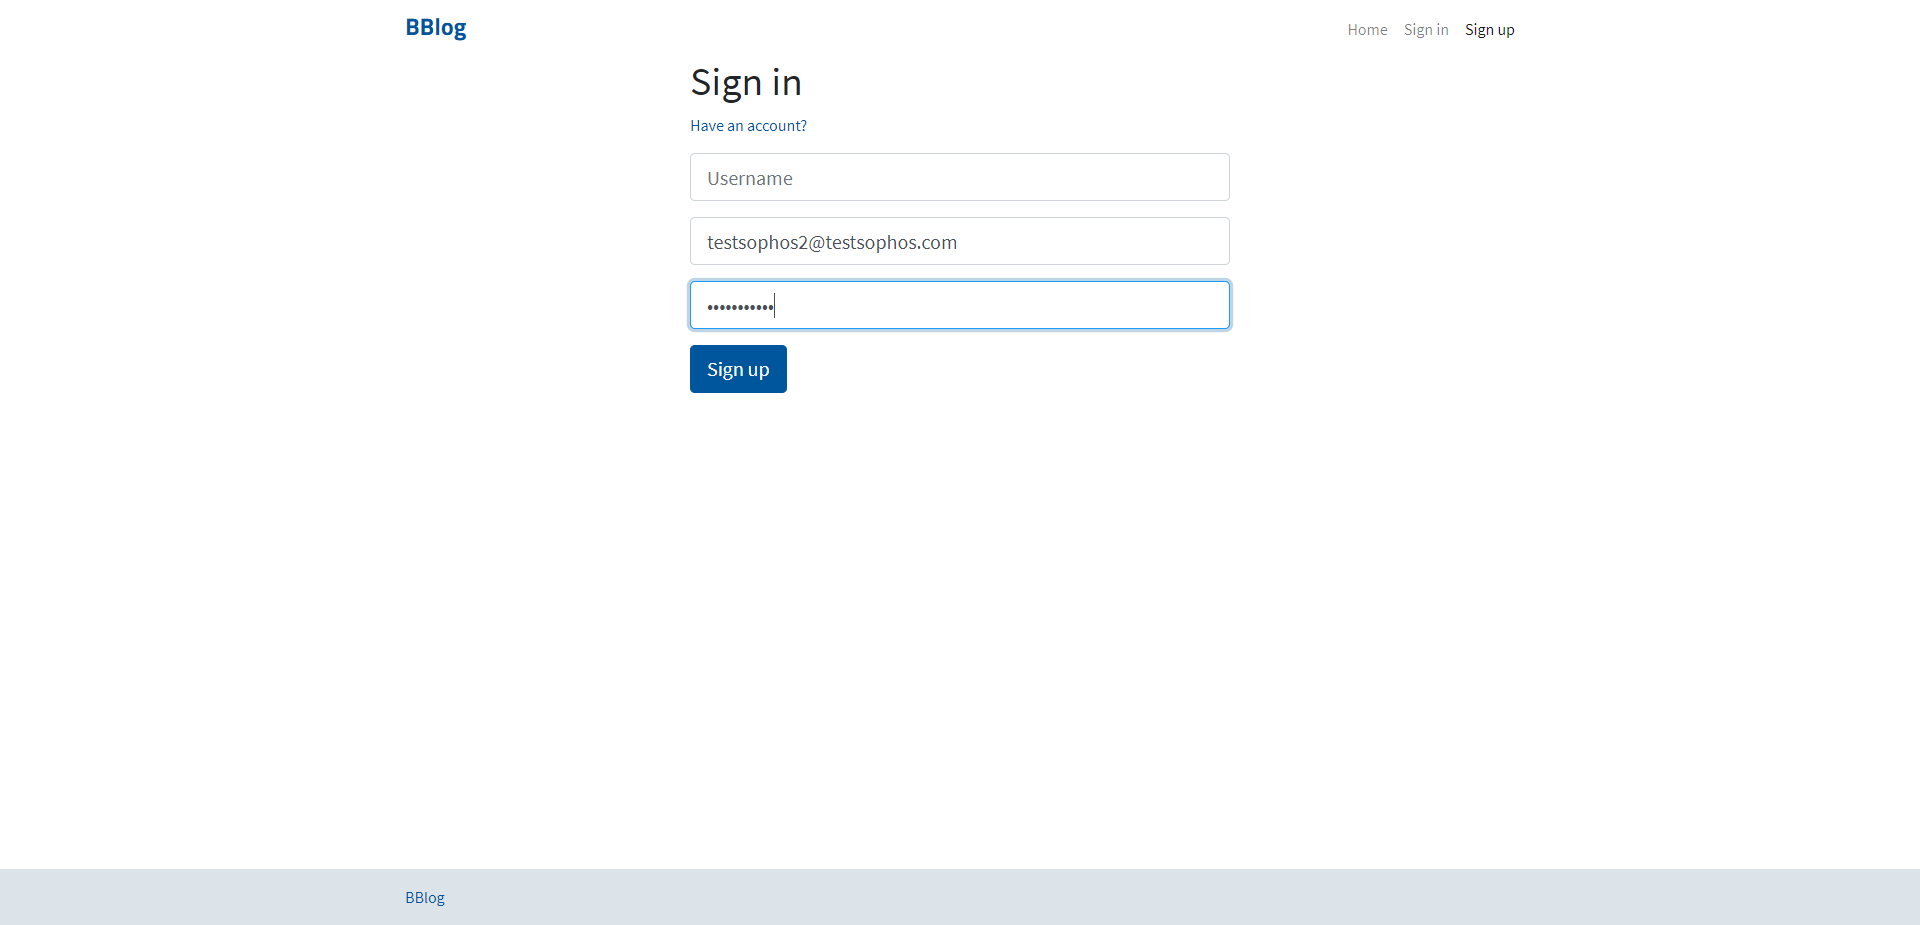 BBlog
Home Sign in Sign up
Sign in
Have an account?
Username
testsophos2@testsophos.com
•••••••••••
Sign up
BBlog